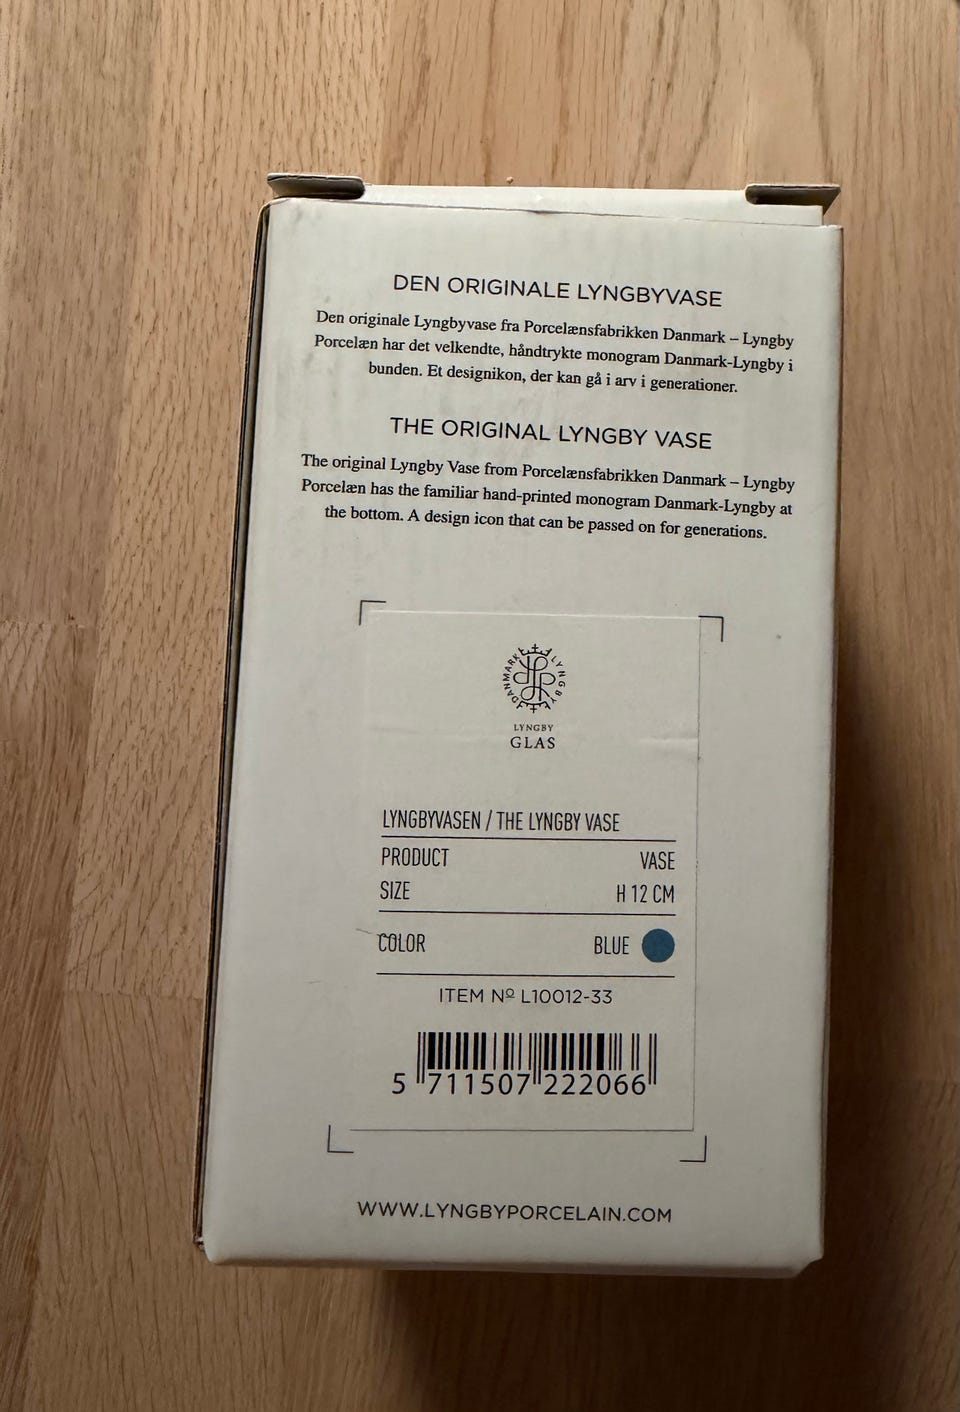 DEN ORIGINALE LYNGBYVASE
Den originale Lyngbyvase fra Porcelænsfabrikken Danmark – Lyngby
Porcelæn har det velkendte, håndtrykte monogram Danmark-Lyngby i
bunden. Et designikon, der kan gå i arv i generationer.
THE ORIGINAL LYNGBY VASE
The original Lyngby Vase from Porcelænsfabrikken Danmark – Lyngby
Porcelæn has the familiar hand-printed monogram Danmark-Lyngby at
the bottom. A design icon that can be passed on for generations.
DANMARK LYNGBY
LYNGBY
GLAS
LYNGBYVASEN / THE LYNGBY VASE
PRODUCT VASE
SIZE H 12 CM
COLOR BLUE
ITEM Nº L10012-33
5 711507 222066
WWW.LYNGBYPORCELAIN.COM